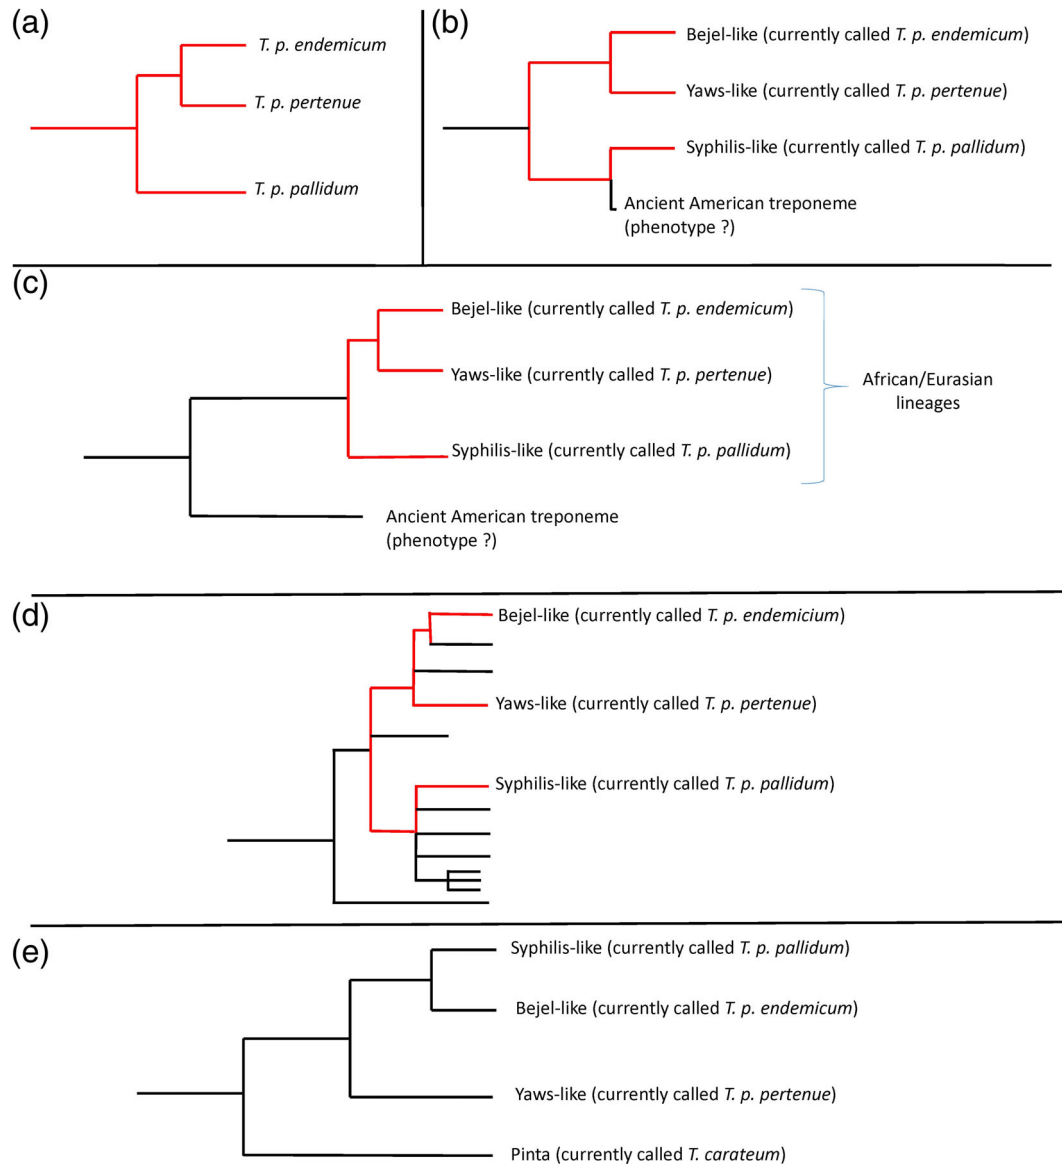 (a)
T. p. endemicum
T. p. pertenue
T. p. pallidum
(b)
Bejel-like (currently called T. p. endemicum)
Yaws-like (currently called T. p. pertenue)
Syphilis-like (currently called T. p. pallidum)
Ancient American treponeme
(phenotype ?)
(c)
Bejel-like (currently called T. p. endemicum)
Yaws-like (currently called T. p. pertenue)
Syphilis-like (currently called T. p. pallidum)
African/Eurasian
lineages
Ancient American treponeme
(phenotype ?)
(d)
Bejel-like (currently called T. p. endemicium)
Yaws-like (currently called T. p. pertenue)
Syphilis-like (currently called T. p. pallidum)
(e)
Syphilis-like (currently called T. p. pallidum)
Bejel-like (currently called T. p. endemicum)
Yaws-like (currently called T. p. pertenue)
Pinta (currently called T. carateum)